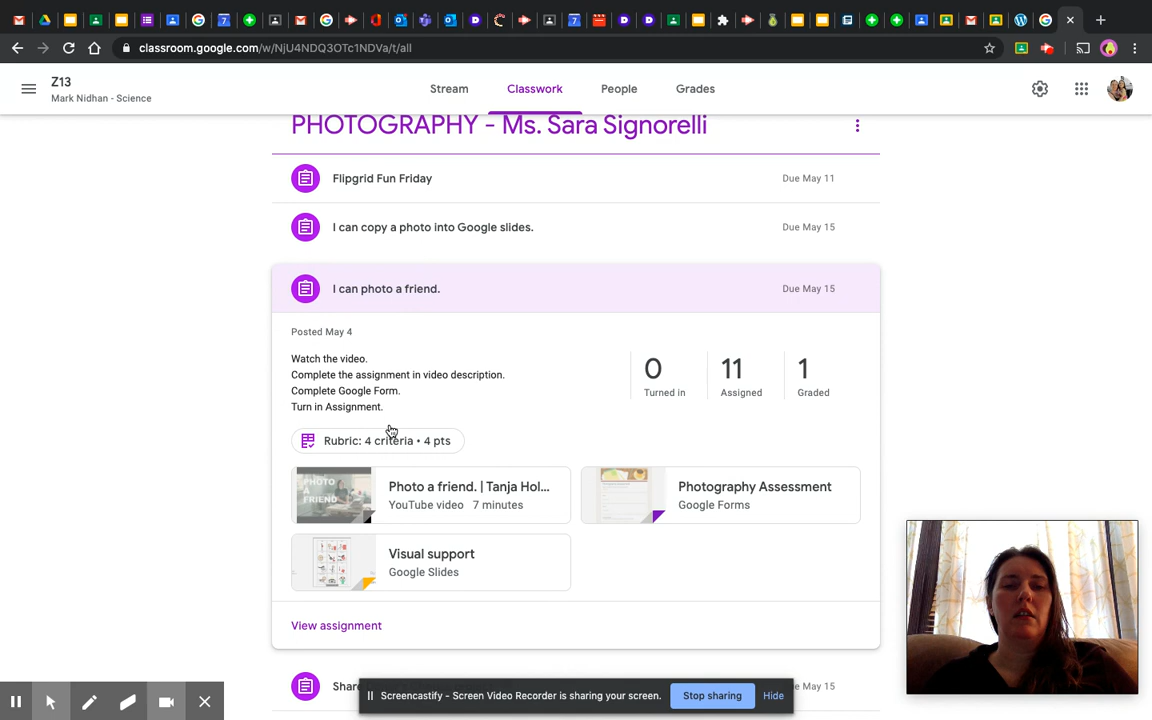 classroom.google.com/w/NjU4NDQ3OTc1NDVa/t/all
Z13
Mark Nidhan - Science
Stream
Classwork
People
Grades
PHOTOGRAPHY - Ms. Sara Signorelli
Flipgrid Fun Friday
Due May 11
I can copy a photo into Google slides.
Due May 15
I can photo a friend.
Due May 15
Posted May 4
Watch the video.
Complete the assignment in video description.
Complete Google Form.
Turn in Assignment.
0
Turned in
11
Assigned
1
Graded
Rubric: 4 criteria • 4 pts
PHOTO
A
FRIEND
Photo a friend. | Tanja Hol...
YouTube video 7 minutes
Photography Assessment
Google Forms
Visual support
Google Slides
View assignment
Share
e May 15
Screencastify - Screen Video Recorder is sharing your screen.
Stop sharing
Hide